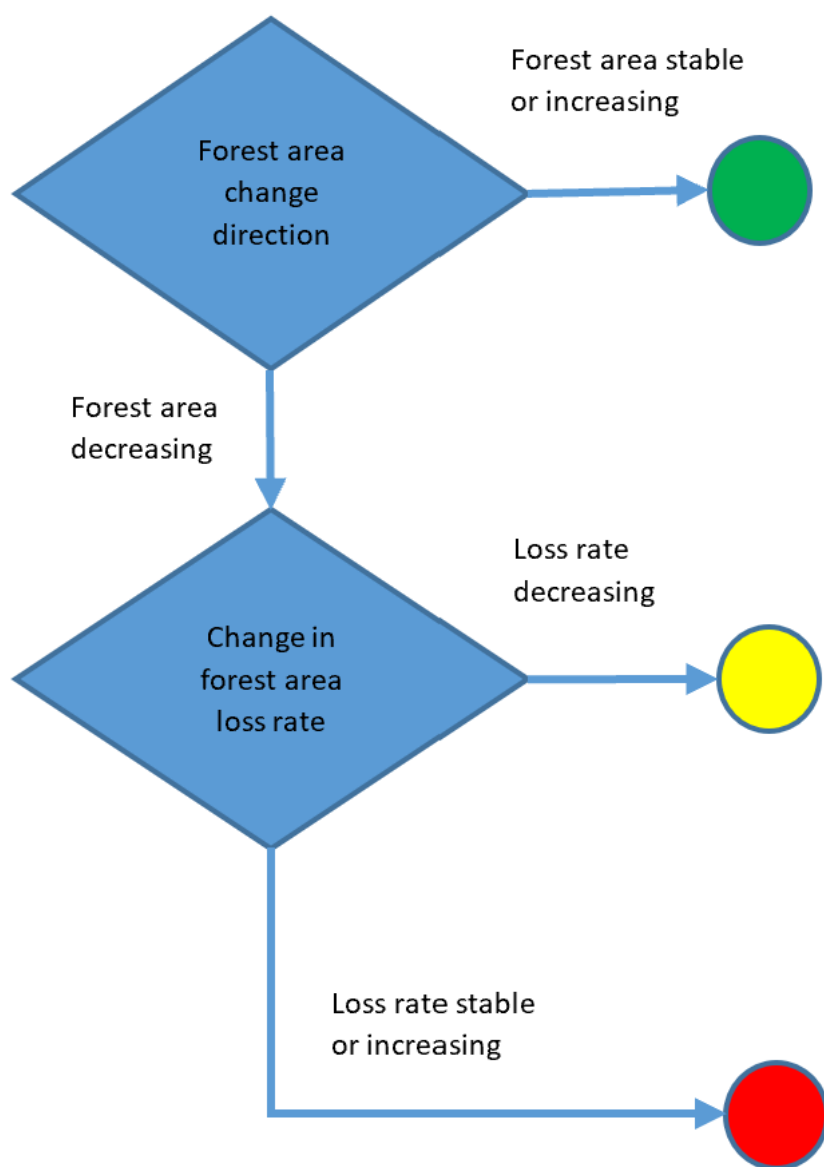 Forest area stable
or increasing
Forest area
change
direction
Forest area
decreasing
Loss rate
decreasing
Change in
forest area
loss rate
Loss rate stable
or increasing